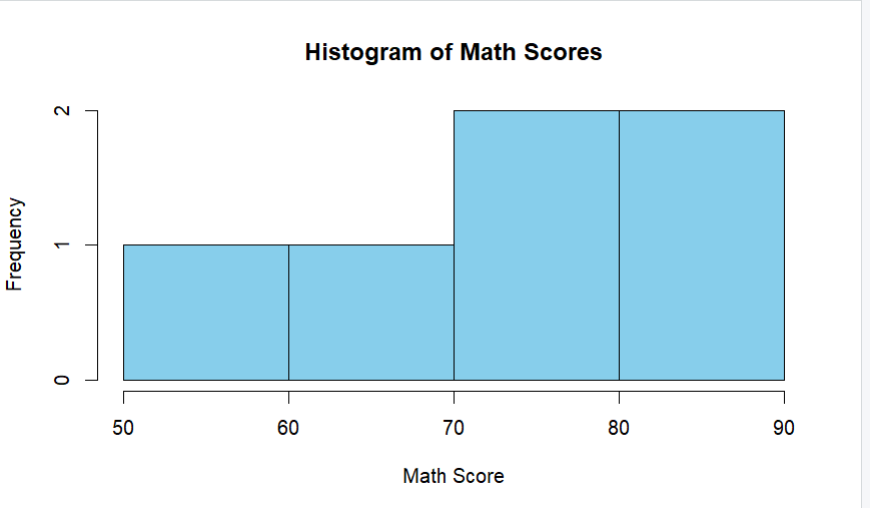 Histogram of Math Scores
2
1
0
Frequency
50 60 70 80 90
Math Score